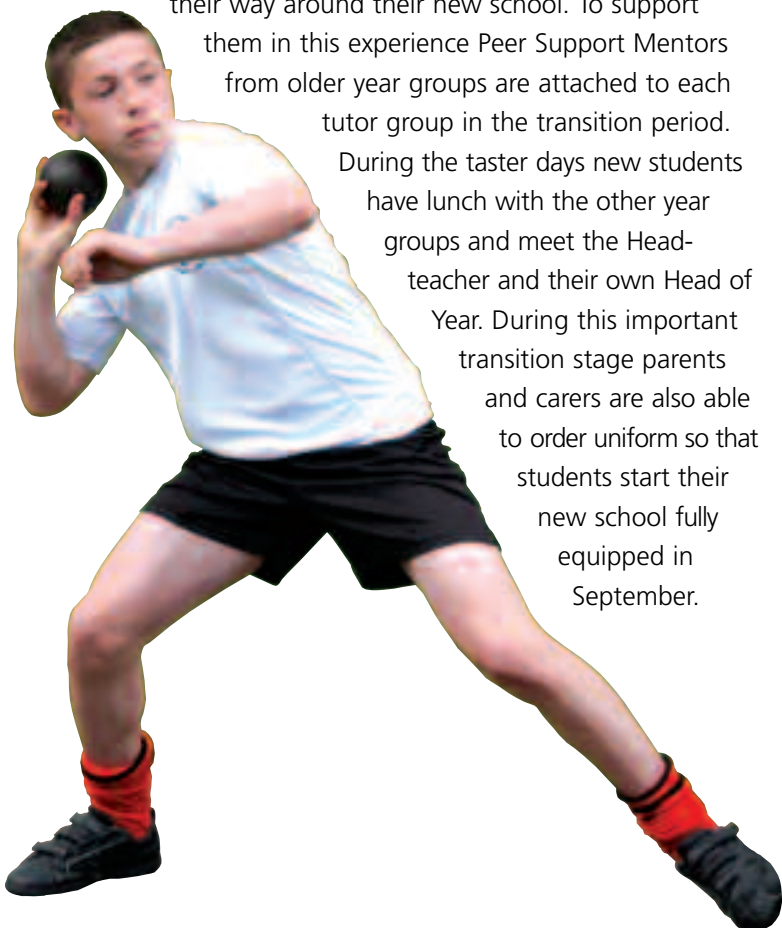 their way around their new school. To support
them in this experience Peer Support Mentors
from older year groups are attached to each
tutor group in the transition period.
During the taster days new students
have lunch with the other year
groups and meet the Head-
teacher and their own Head of
Year. During this important
transition stage parents
and carers are also able
to order uniform so that
students start their
new school fully
equipped in
September.